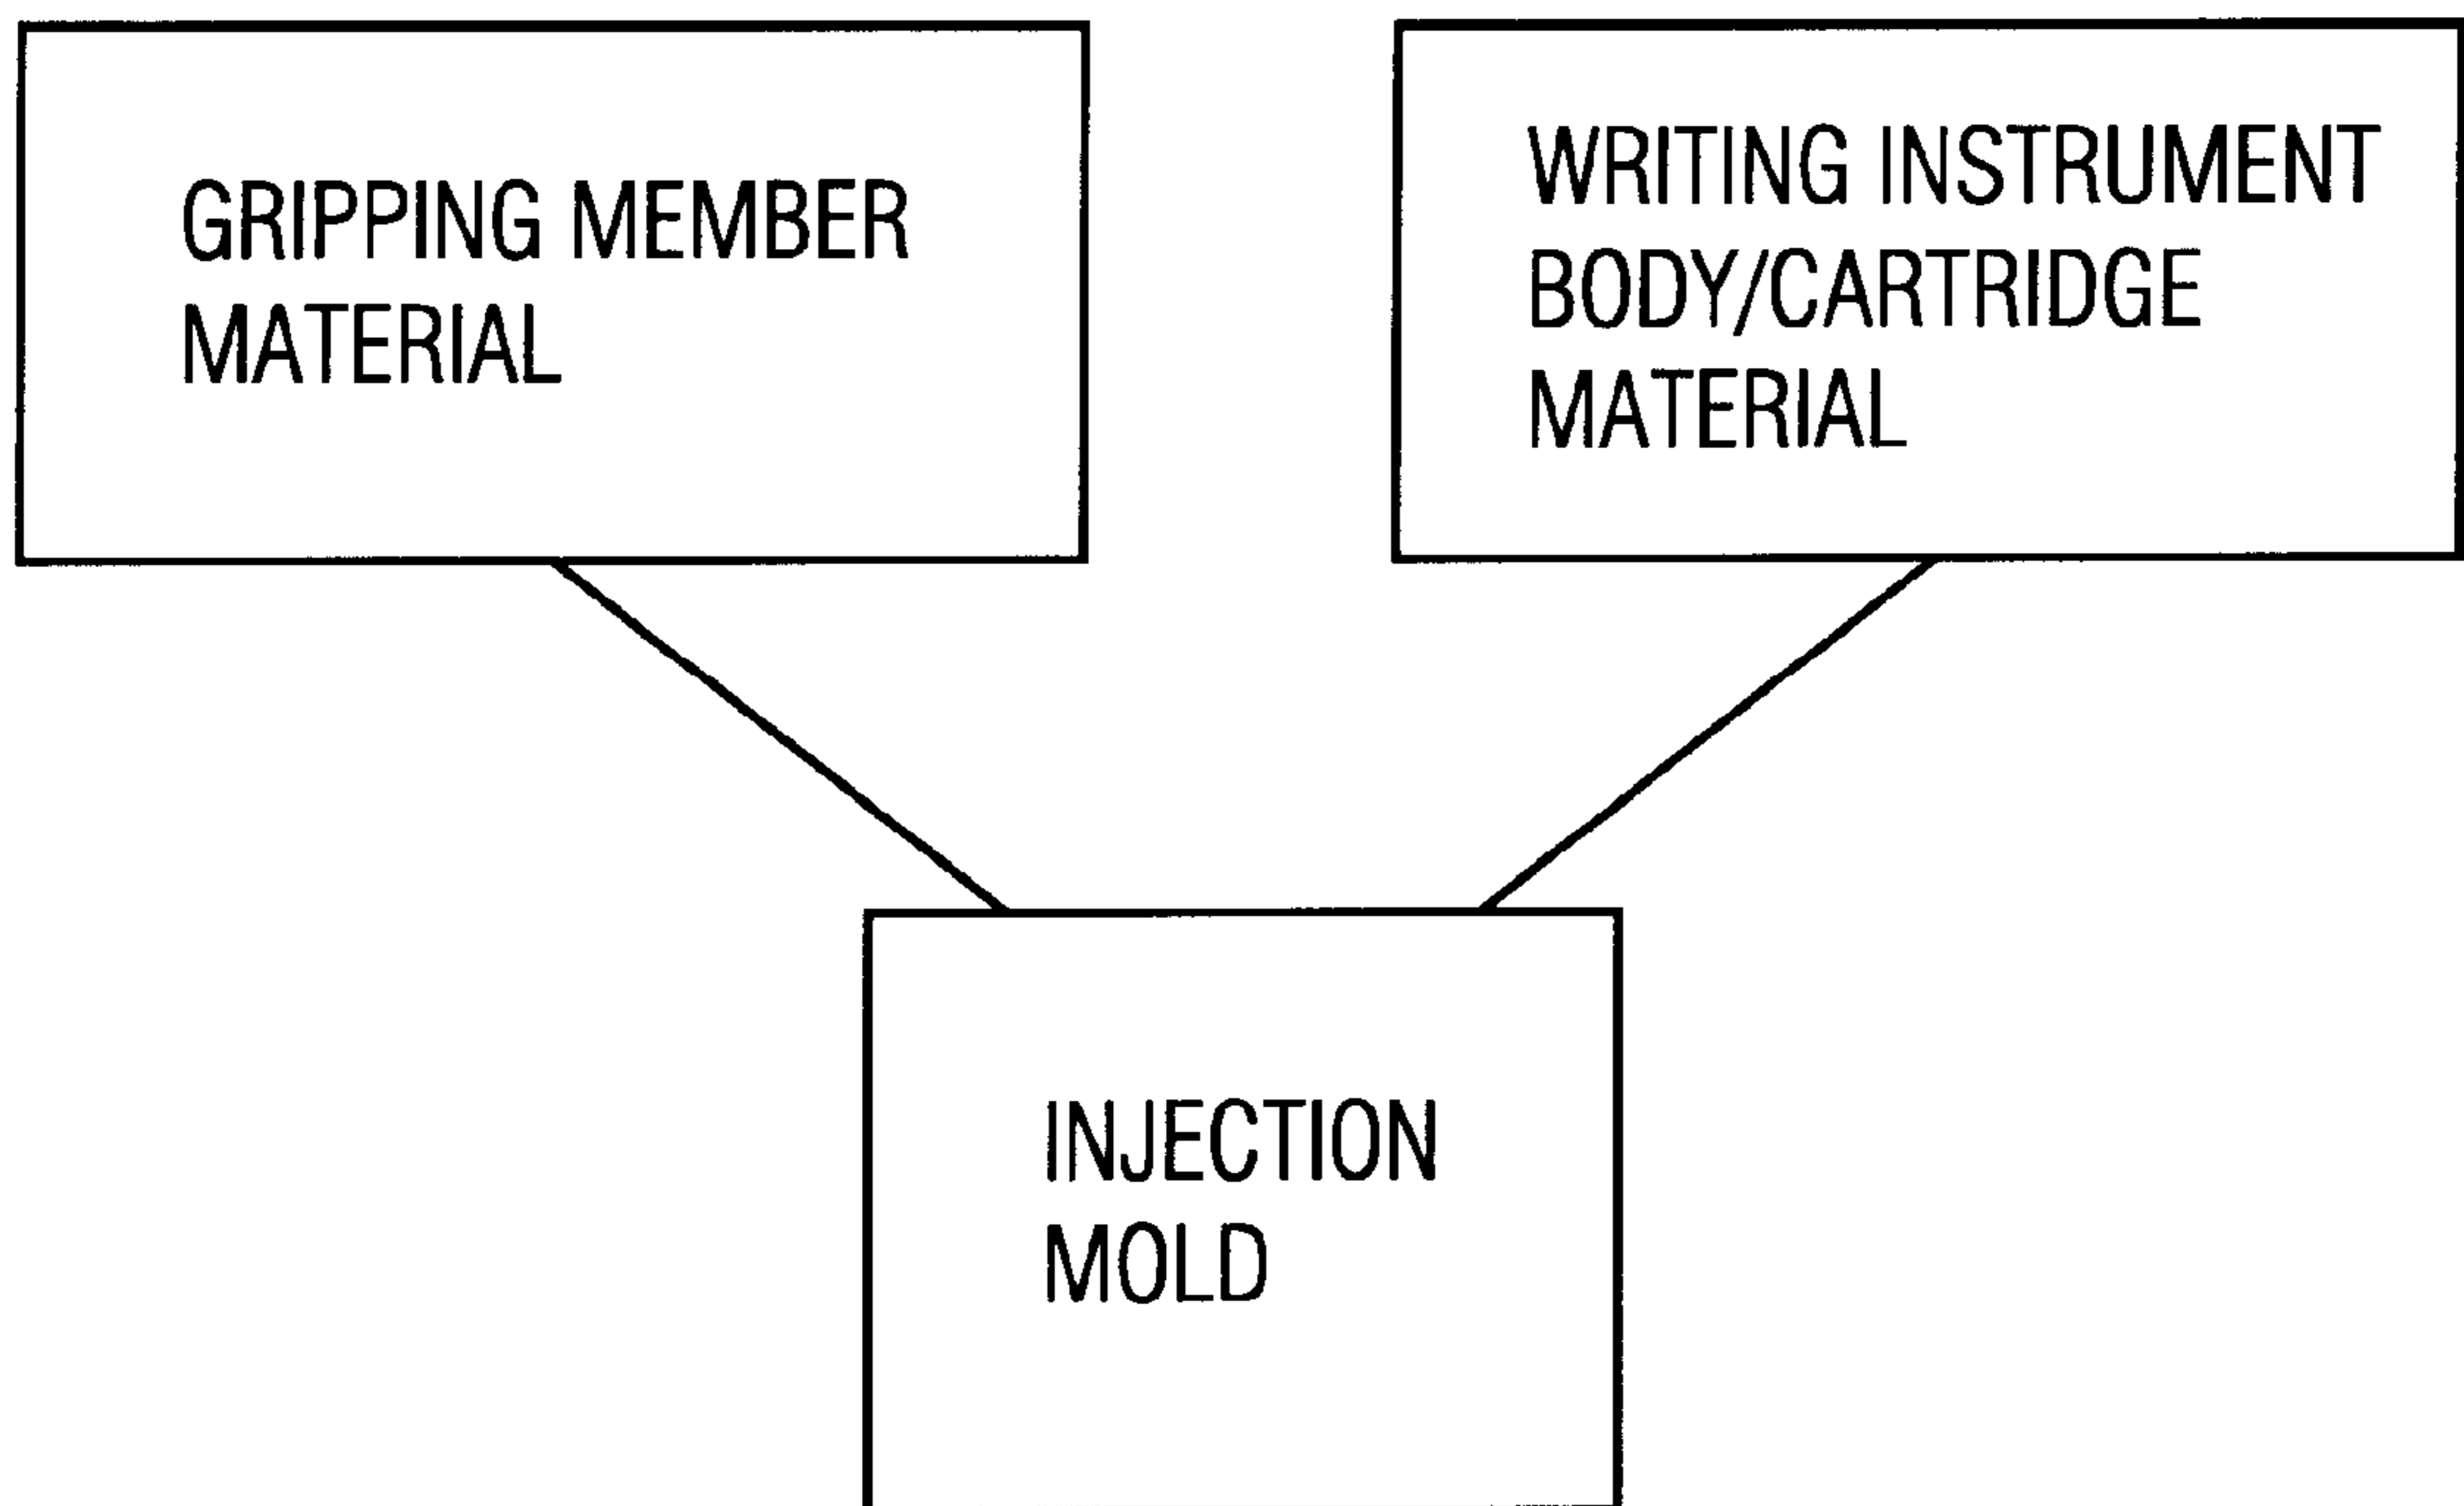 GRIPPING MEMBER
MATERIAL
WRITING INSTRUMENT
BODY/CARTRIDGE
MATERIAL
INJECTION
MOLD